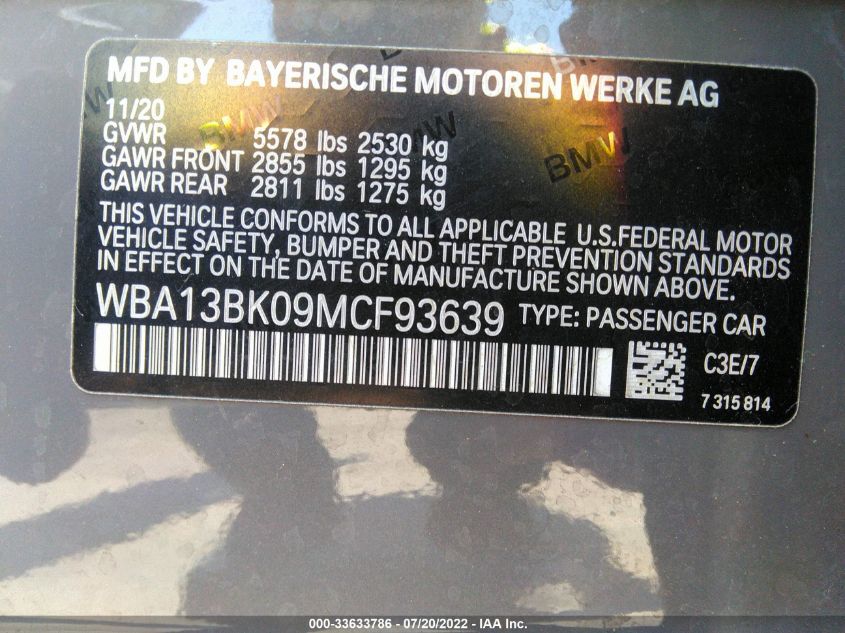 MFD BY BAYERISCHE MOTOREN WERKE AG
11/20
GVWR 5578 lbs 2530 kg
GAWR FRONT 2855 lbs 1295 kg
GAWR REAR 2811 lbs 1275 kg
THIS VEHICLE CONFORMS TO ALL APPLICABLE U.S.FEDERAL MOTOR
VEHICLE SAFETY, BUMPER AND THEFT PREVENTION STANDARDS
IN EFFECT ON THE DATE OF MANUFACTURE SHOWN ABOVE.
WBA13BK09MCF93639 TYPE: PASSENGER CAR
C3E/7
7 315 814
BMW
BMW
BMW
000-33633786 - 07/20/2022 - IAA Inc.